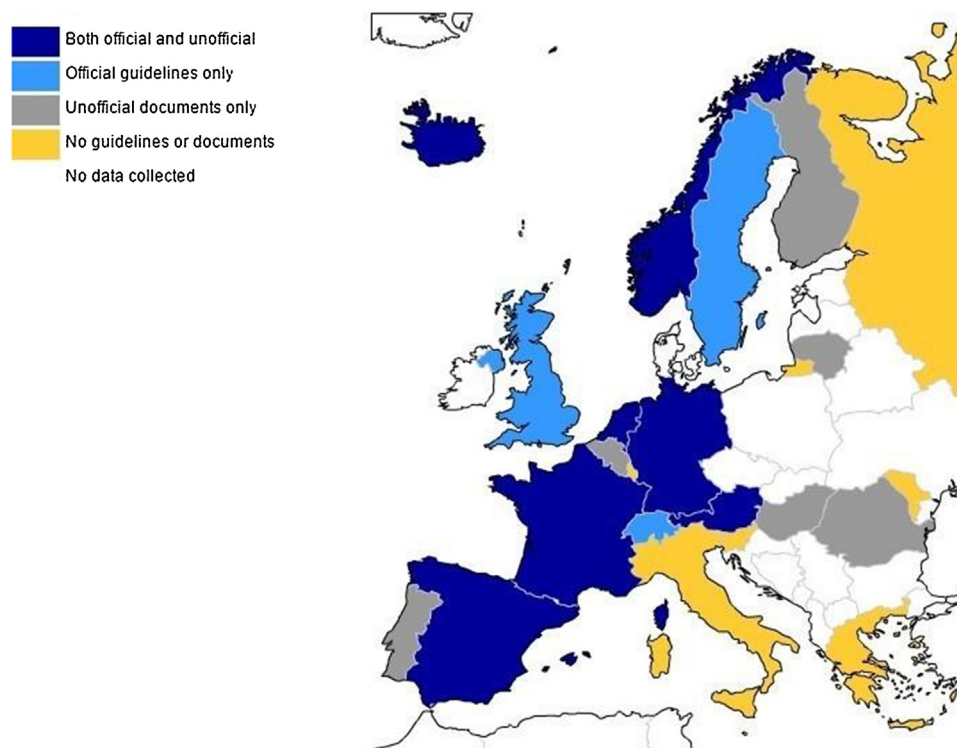 Both official and unofficial
Official guidelines only
Unofficial documents only
No guidelines or documents
No data collected